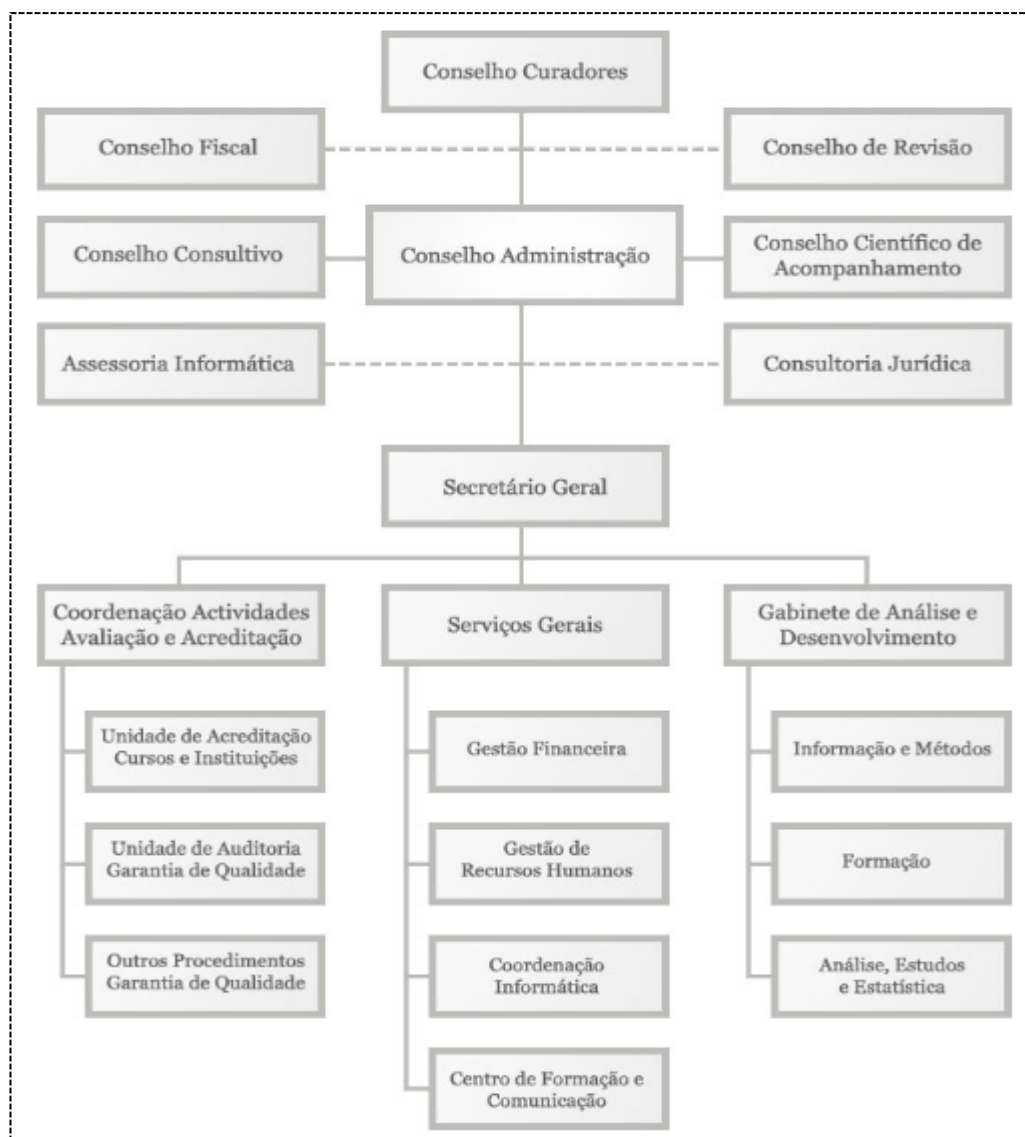 Conselho Curadores
Conselho Fiscal
Conselho de Revisão
Conselho Consultivo
Conselho Administração
Conselho Científico de
Acompanhamento
Assessoria Informática
Consultoria Jurídica
Secretário Geral
Coordenação Actividades
Avaliação e Acreditação
Serviços Gerais
Gabinete de Análise e
Desenvolvimento
Unidade de Acreditação
Cursos e Instituições
Gestão Financeira
Informação e Métodos
Unidade de Auditoria
Garantia de Qualidade
Gestão de
Recursos Humanos
Formação
Outros Procedimentos
Garantia de Qualidade
Coordenação
Informática
Análise, Estudos
e Estatística
Centro de Formação e
Comunicação